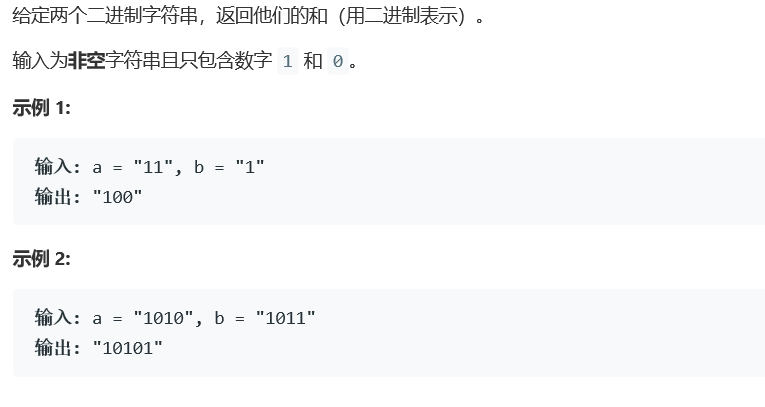 给定两个二进制字符串，返回他们的和（用二进制表示）。
输入为非空字符串且只包含数字 1 和 0。
示例 1:
输入: a = "11", b = "1"
输出: "100"
示例 2:
输入: a = "1010", b = "1011"
输出: "10101"